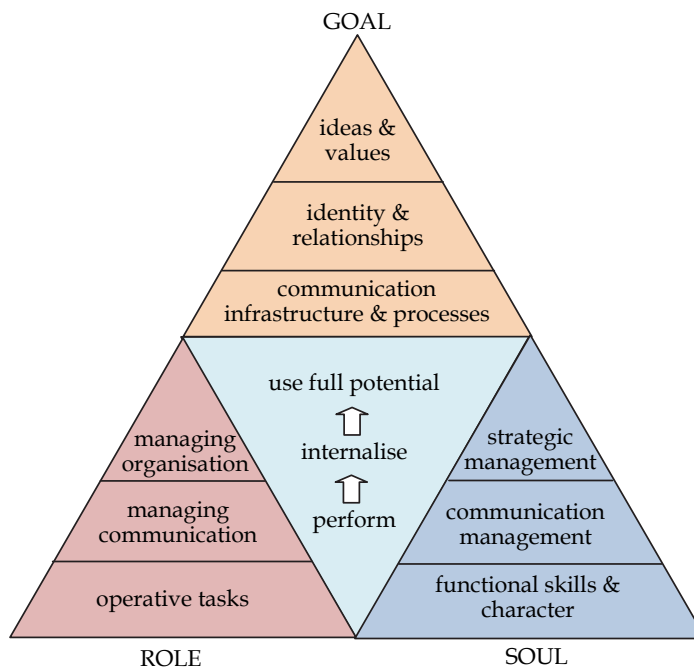 GOAL
ideas &
values
identity &
relationships
communication
infrastructure & processes
use full potential
internalise
perform
managing
organisation
managing
communication
operative tasks
strategic
management
communication
management
functional skills &
character
ROLE
SOUL